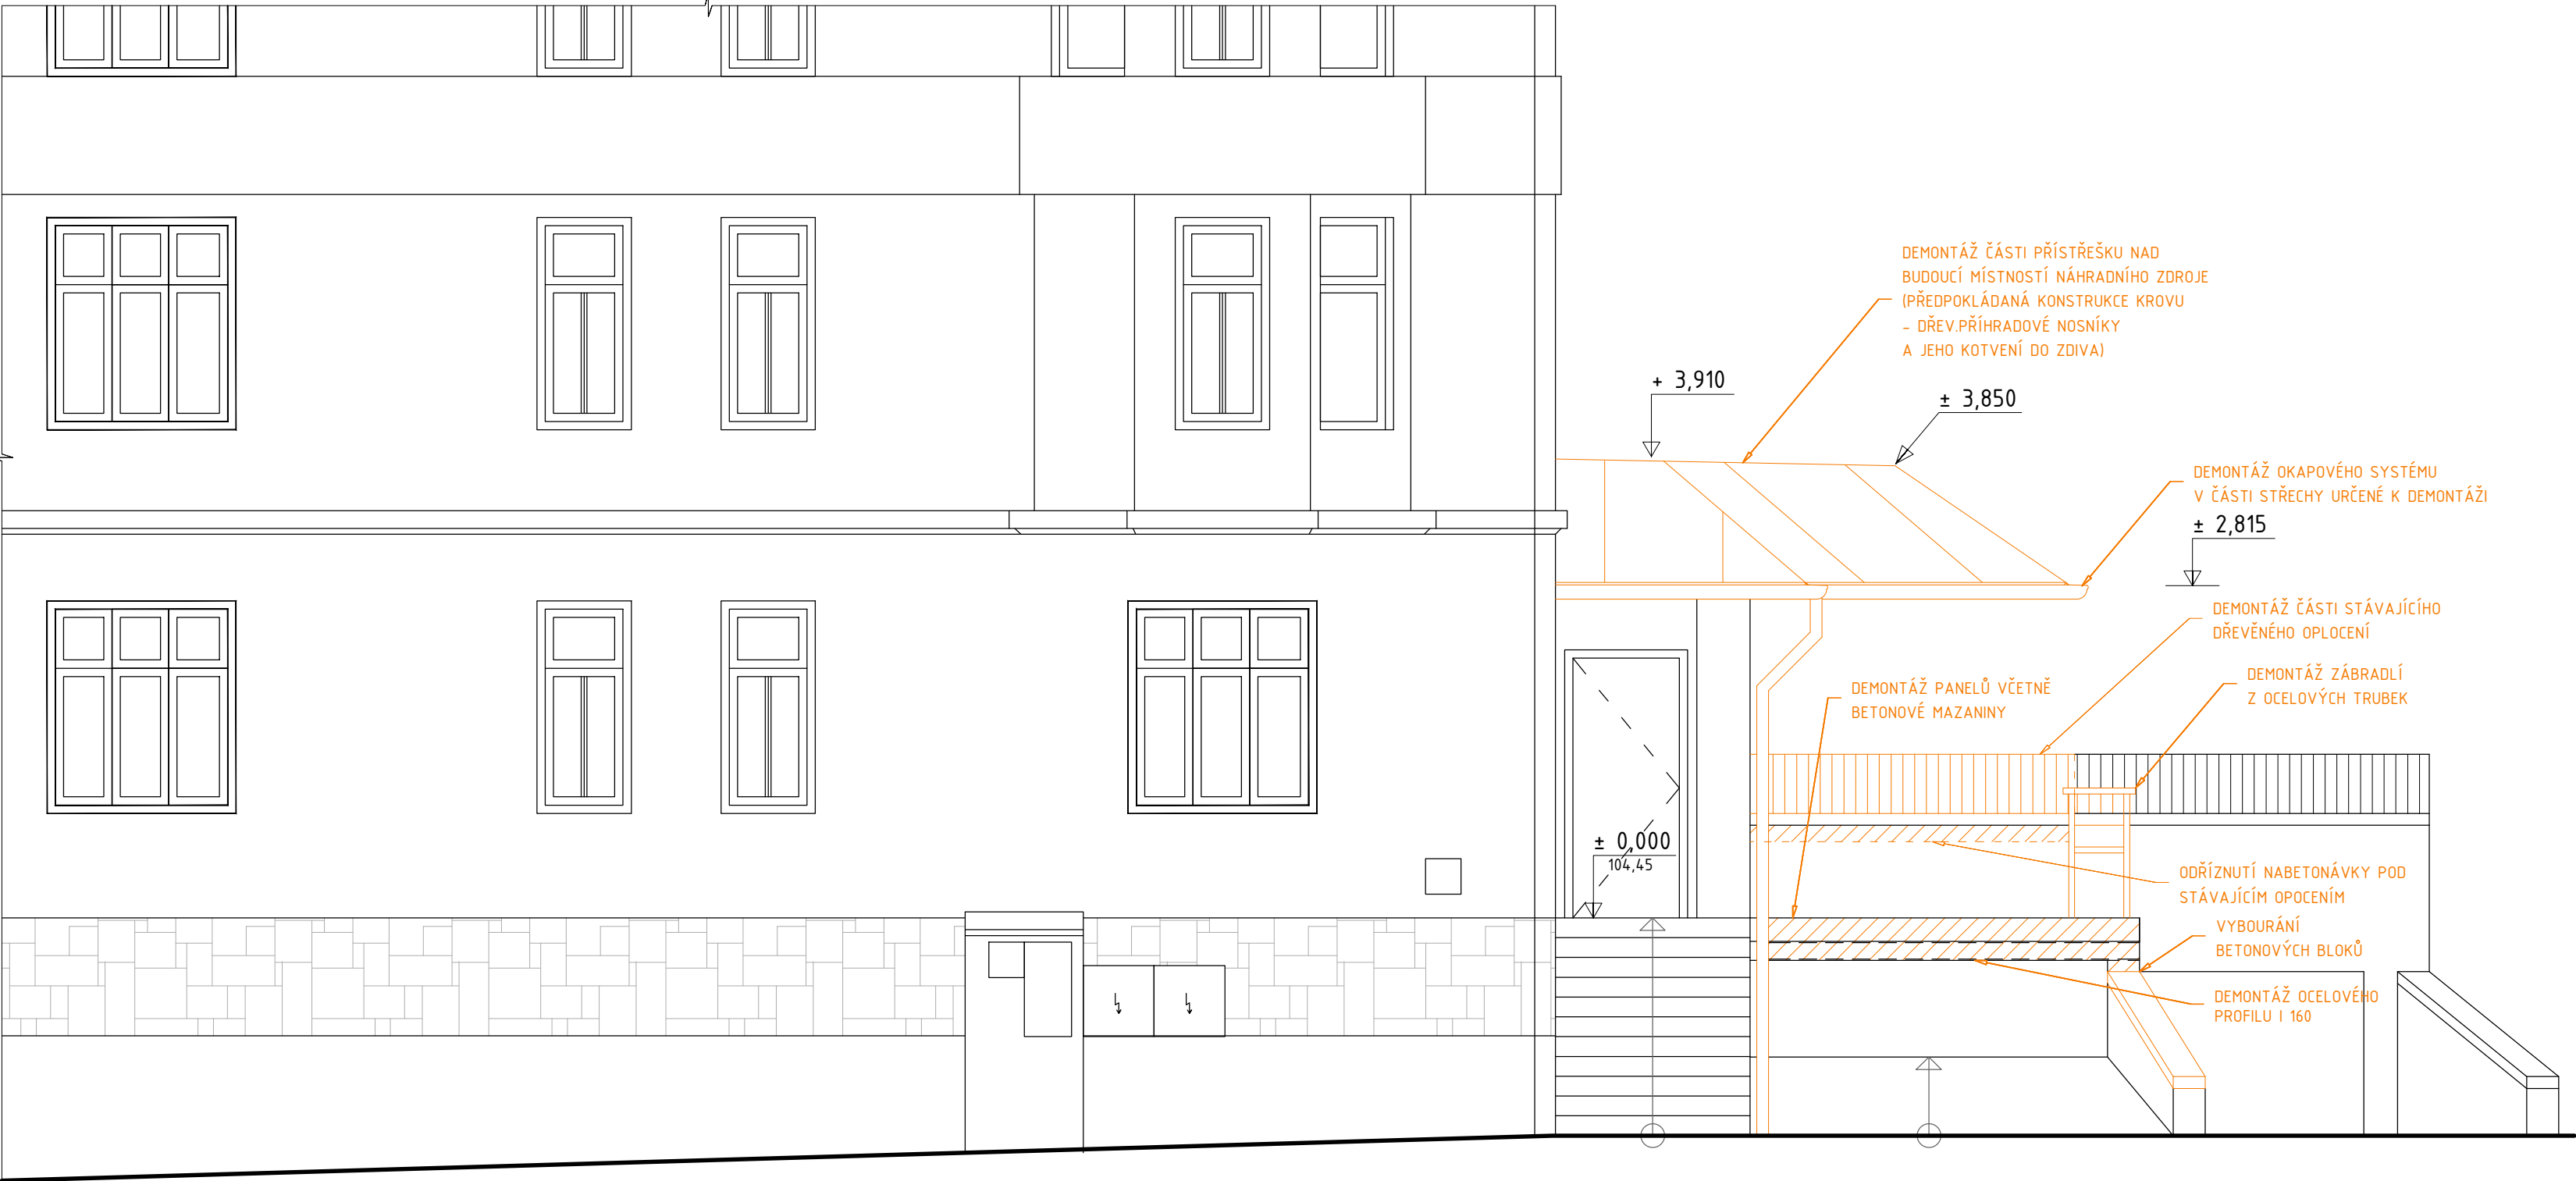 DEMONTÁŽ ČÁSTI PŘÍSTŘEŠKU NAD
BUDOUCÍ MÍSTNOSTÍ NÁHRADNÍHO ZDROJE
(PŘEDPOKLÁDANÁ KONSTRUKCE KROVU
- DŘEV.PŘÍHRADOVÉ NOSNÍKY
A JEHO KOTVENÍ DO ZDIVA)
+ 3,910
± 3,850
DEMONTÁŽ OKAPOVÉHO SYSTÉMU
V ČÁSTI STŘECHY URČENÉ K DEMONTÁŽI
± 2,815
DEMONTÁŽ ČÁSTI STÁVAJÍCÍHO
DŘEVĚNÉHO OPLOCENÍ
DEMONTÁŽ ZÁBRADLÍ
Z OCELOVÝCH TRUBEK
DEMONTÁŽ PANELŮ VČETNĚ
BETONOVÉ MAZANINY
± 0,000
104,45
ODŘÍZNUTÍ NABETONÁVKY POD
STÁVAJÍCÍM OPOCENÍM
VYBOURÁNÍ
BETONOVÝCH BLOKŮ
DEMONTÁŽ OCELOVÉHO
PROFILU I 160